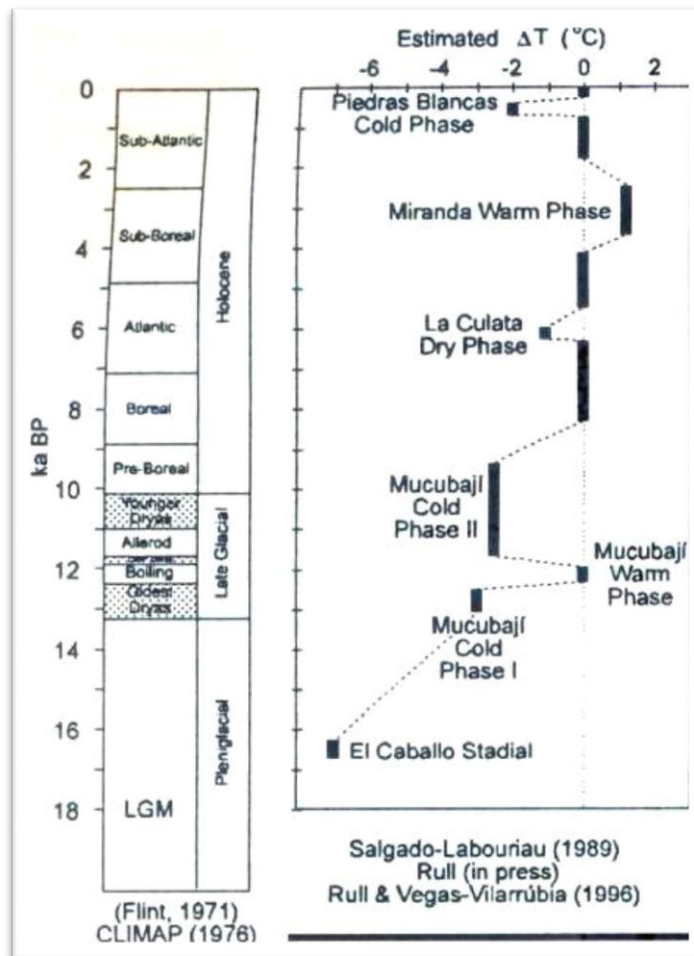 Estimated ΔT (°C)
-6 -4 -2 0 2
0
2
4
6
8
10
12
14
16
18
ka BP
Sub-Atlantic
Sub-Boreal
Atlantic
Boreal
Pre-Boreal
Younger
Dryas
Allerod
Bolling
Oldest
Dryas
LGM
Holocene
Late Glacial
Pleniglacial
(Flint, 1971)
CLIMAP (1976)
Piedras Blancas
Cold Phase
Miranda Warm Phase
La Culata
Dry Phase
Mucubají
Cold
Phase II
Mucubají
Warm
Phase
Mucubají
Cold
Phase I
El Caballo Stadial
Salgado-Labouriau (1989)
Rull (in press)
Rull & Vegas-Vilarrúbia (1996)